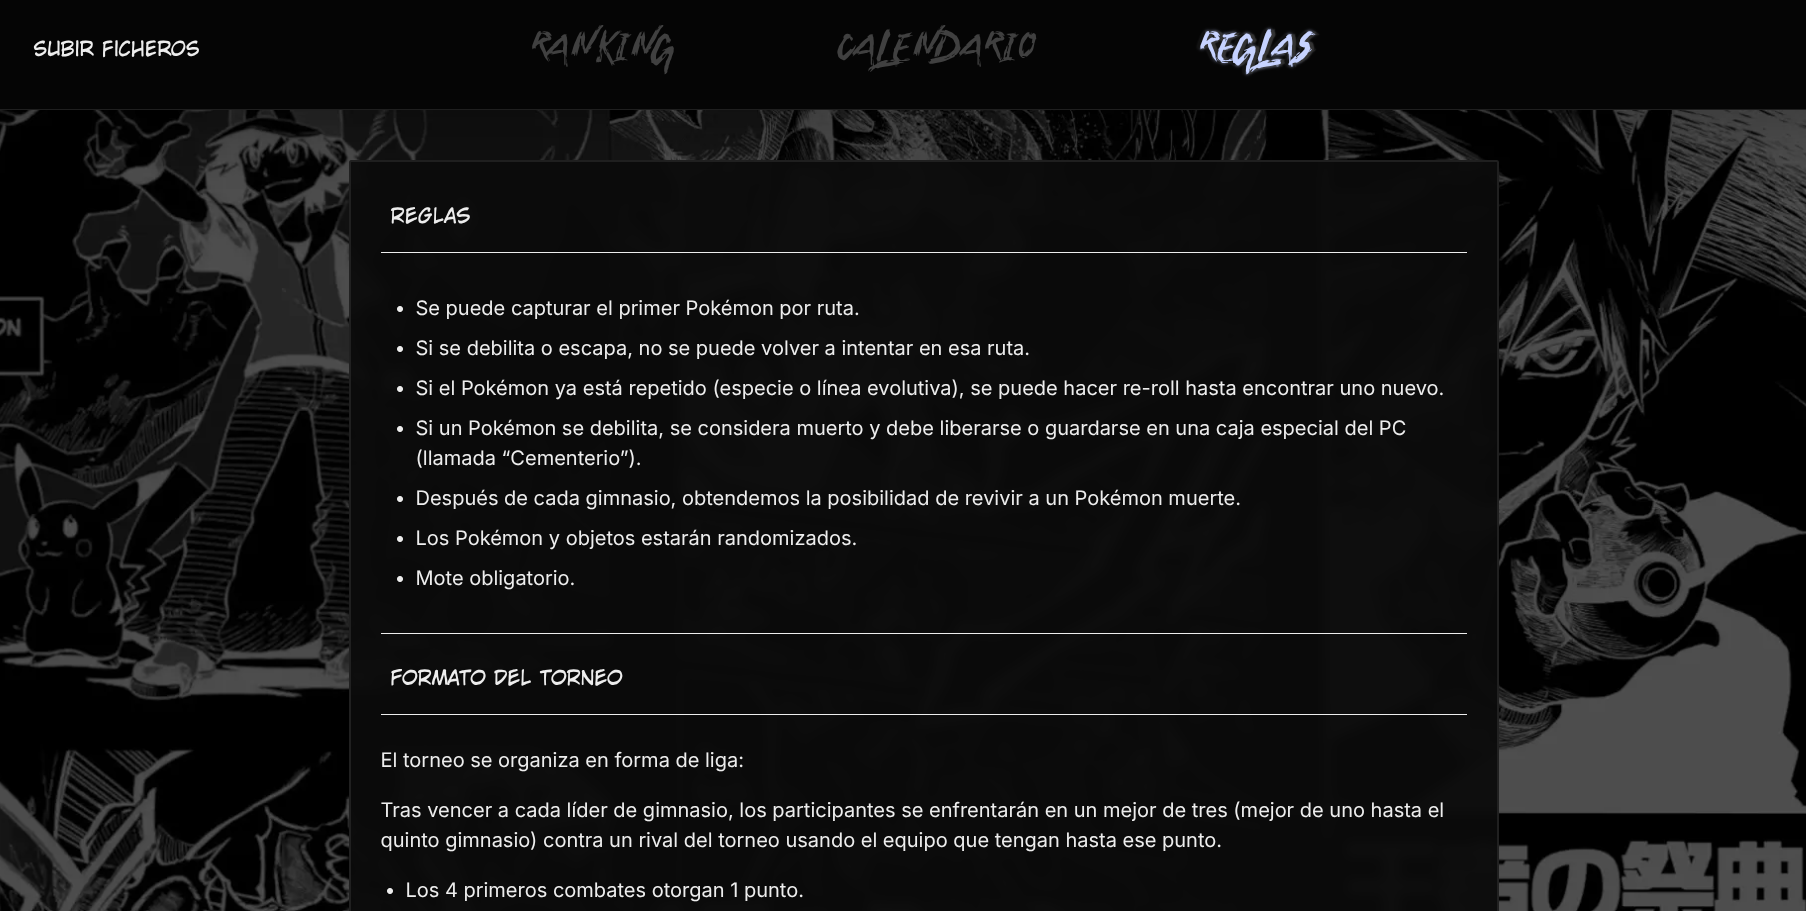 SUBIR FICHEROS
RANKING
CALENDARIO
REGLAS
REGLAS
• Se puede capturar el primer Pokémon por ruta.
• Si se debilita o escapa, no se puede volver a intentar en esa ruta.
• Si el Pokémon ya está repetido (especie o línea evolutiva), se puede hacer re-roll hasta encontrar uno nuevo.
• Si un Pokémon se debilita, se considera muerto y debe liberarse o guardarse en una caja especial del PC
(llamada “Cementerio”).
• Después de cada gimnasio, obtendemos la posibilidad de revivir a un Pokémon muerte.
• Los Pokémon y objetos estarán randomizados.
• Mote obligatorio.
FORMATO DEL TORNEO
El torneo se organiza en forma de liga:
Tras vencer a cada líder de gimnasio, los participantes se enfrentarán en un mejor de tres (mejor de uno hasta el
quinto gimnasio) contra un rival del torneo usando el equipo que tengan hasta ese punto.
• Los 4 primeros combates otorgan 1 punto.
の祭典